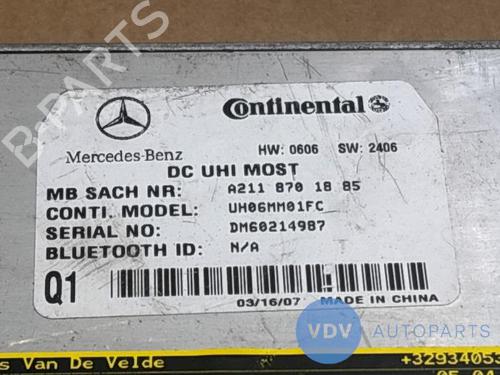 B-PARTS
Mercedes-Benz
Continental
HW: 0606 SW: 2406
DC UHI MOST
MB SACH NR: A211 870 18 85
CONTI. MODEL: UH06MM01FC
SERIAL NO: DM60214987
BLUETOOTH ID: N/A
Q1
03/16/07 MADE IN CHINA
VDV AUTOPARTS
s Van De Velde
+32934053